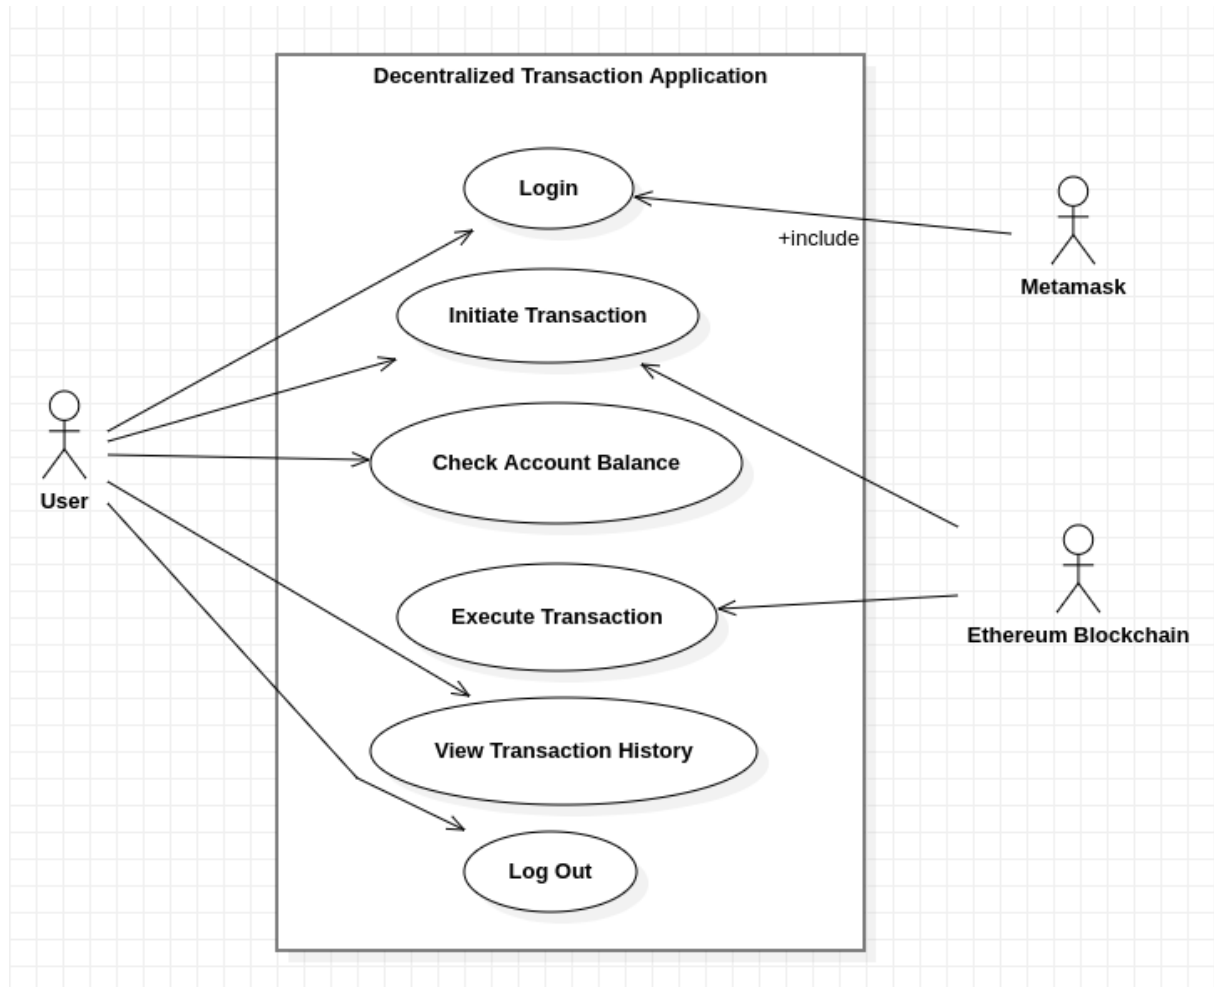 Decentralized Transaction Application
Login
+include
Metamask
Initiate Transaction
Check Account Balance
User
Execute Transaction
Ethereum Blockchain
View Transaction History
Log Out